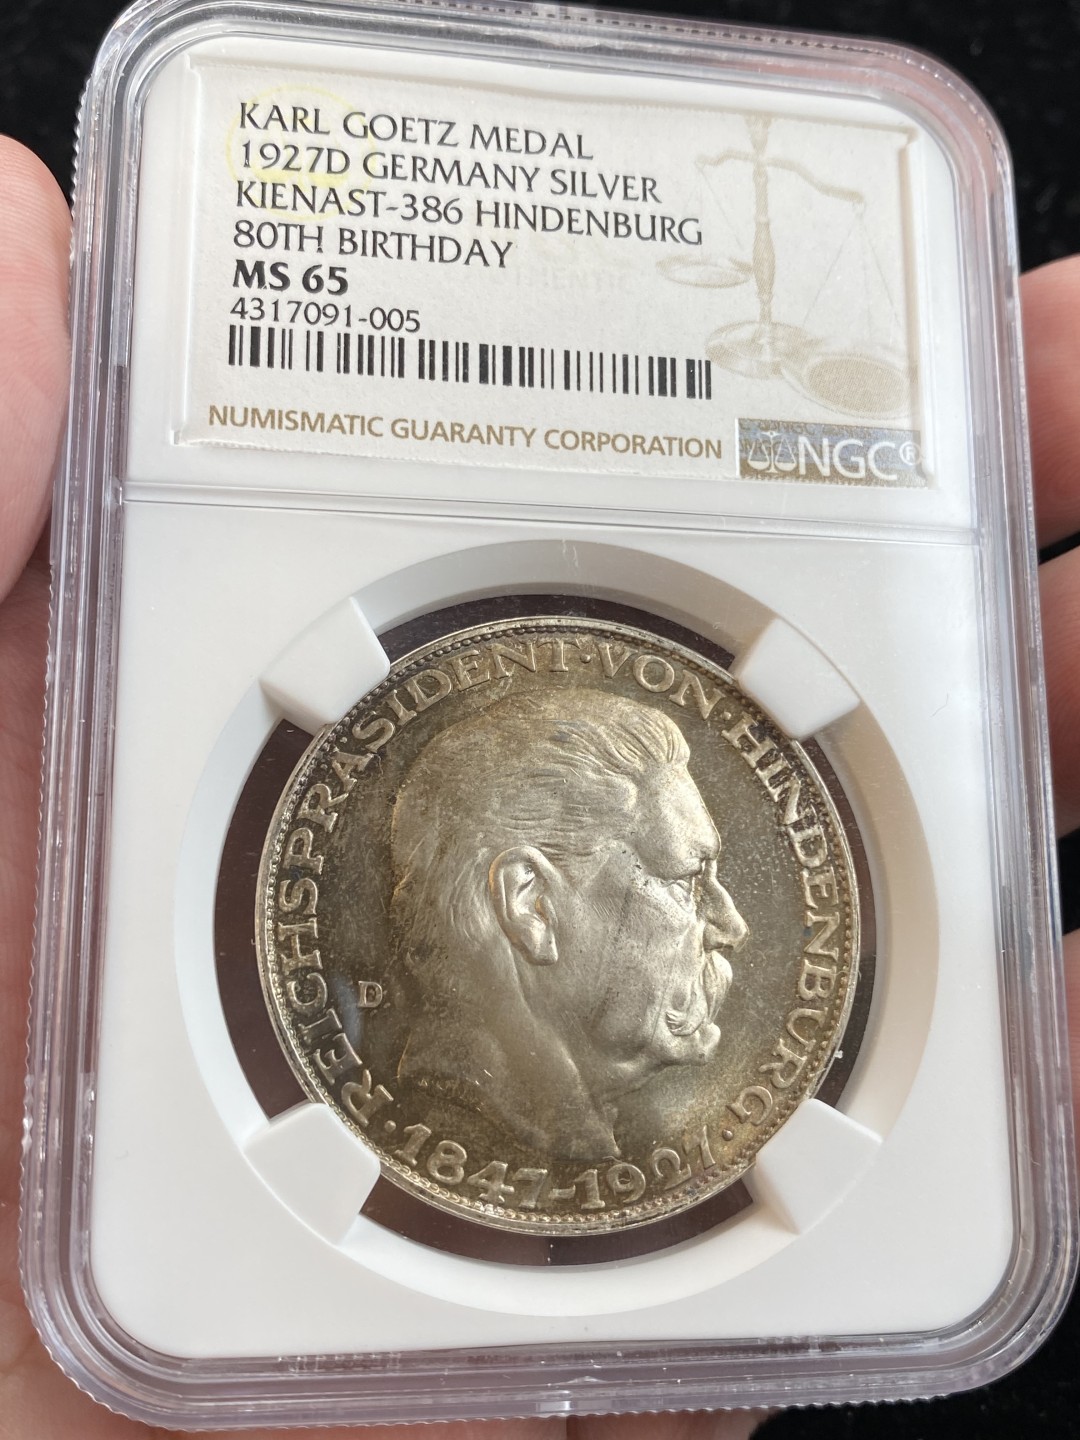 KARL GOETZ MEDAL
1927D GERMANY SILVER
KIENAST-386 HINDENBURG
80TH BIRTHDAY
MS 65
4317091-005
NUMISMATIC GUARANTY CORPORATION
NGC®
REICHSPRÄSIDENT·VON·HINDENBURG·
1847-1927·
D